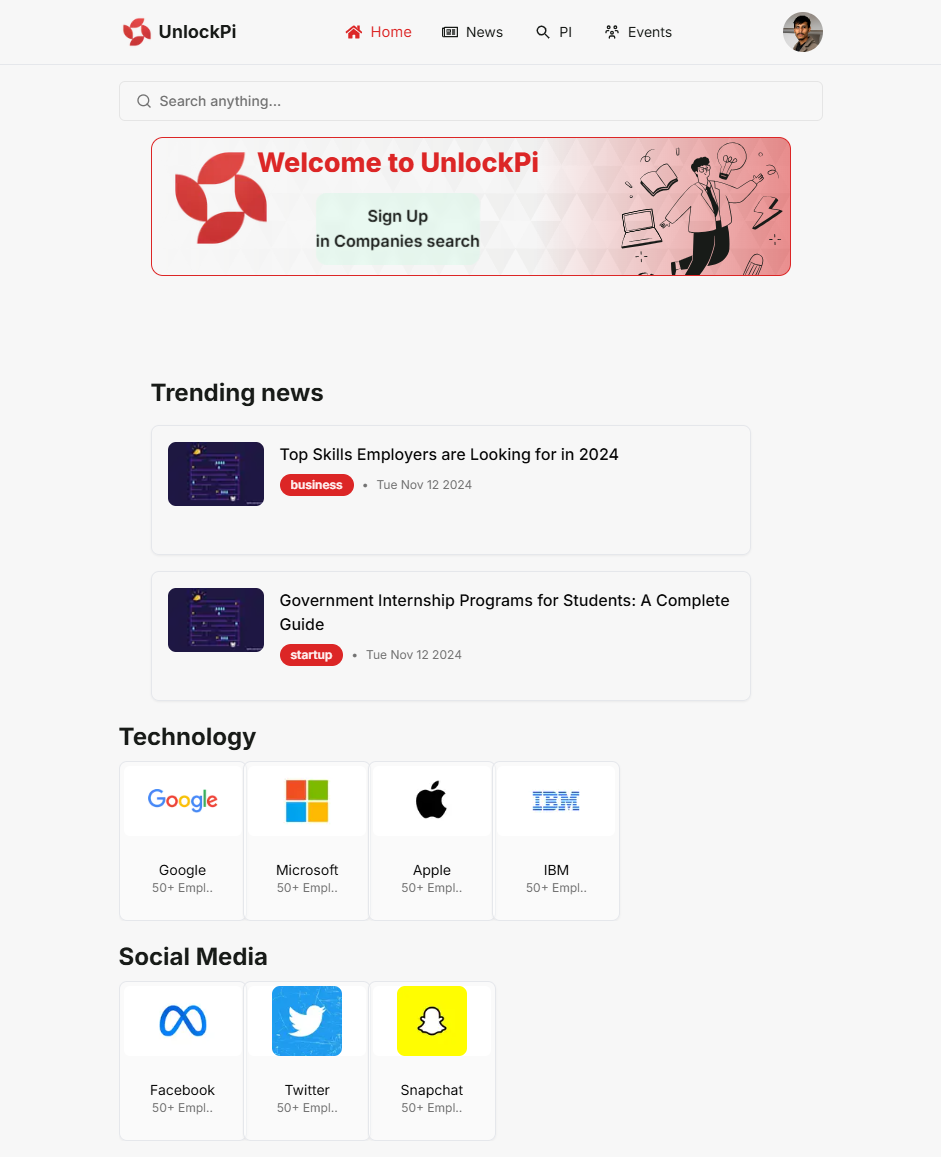 UnlockPi
Home
News
PI
Events
Search anything...
Welcome to UnlockPi
Sign Up
in Companies search
Trending news
Top Skills Employers are Looking for in 2024
business • Tue Nov 12 2024
Government Internship Programs for Students: A Complete
Guide
startup • Tue Nov 12 2024
Technology
Google
IBM
Google
50+ Empl..
Microsoft
50+ Empl..
Apple
50+ Empl..
IBM
50+ Empl..
Social Media
Facebook
50+ Empl..
Twitter
50+ Empl..
Snapchat
50+ Empl..